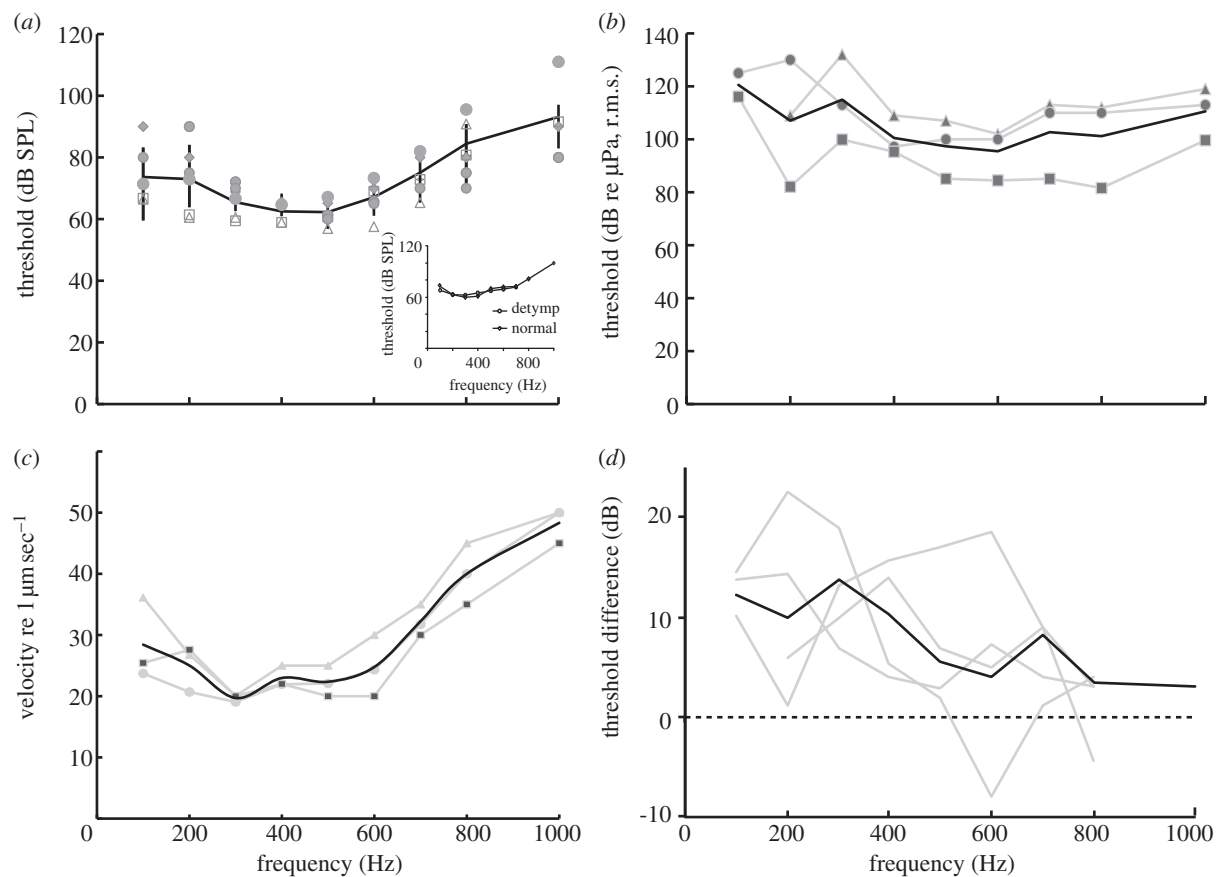 (a)
threshold (dB SPL)
120
100
80
60
40
20
0
threshold (dB SPL)
120
60
0
400
800
frequency (Hz)
detymp
normal
(b)
threshold (dB re μPa, r.m.s.)
140
120
100
80
60
40
20
0
(c)
velocity re 1 μm sec⁻¹
50
40
30
20
10
0
200
400
600
800
1000
frequency (Hz)
(d)
threshold difference (dB)
20
10
0
-10
0
200
400
600
800
1000
frequency (Hz)